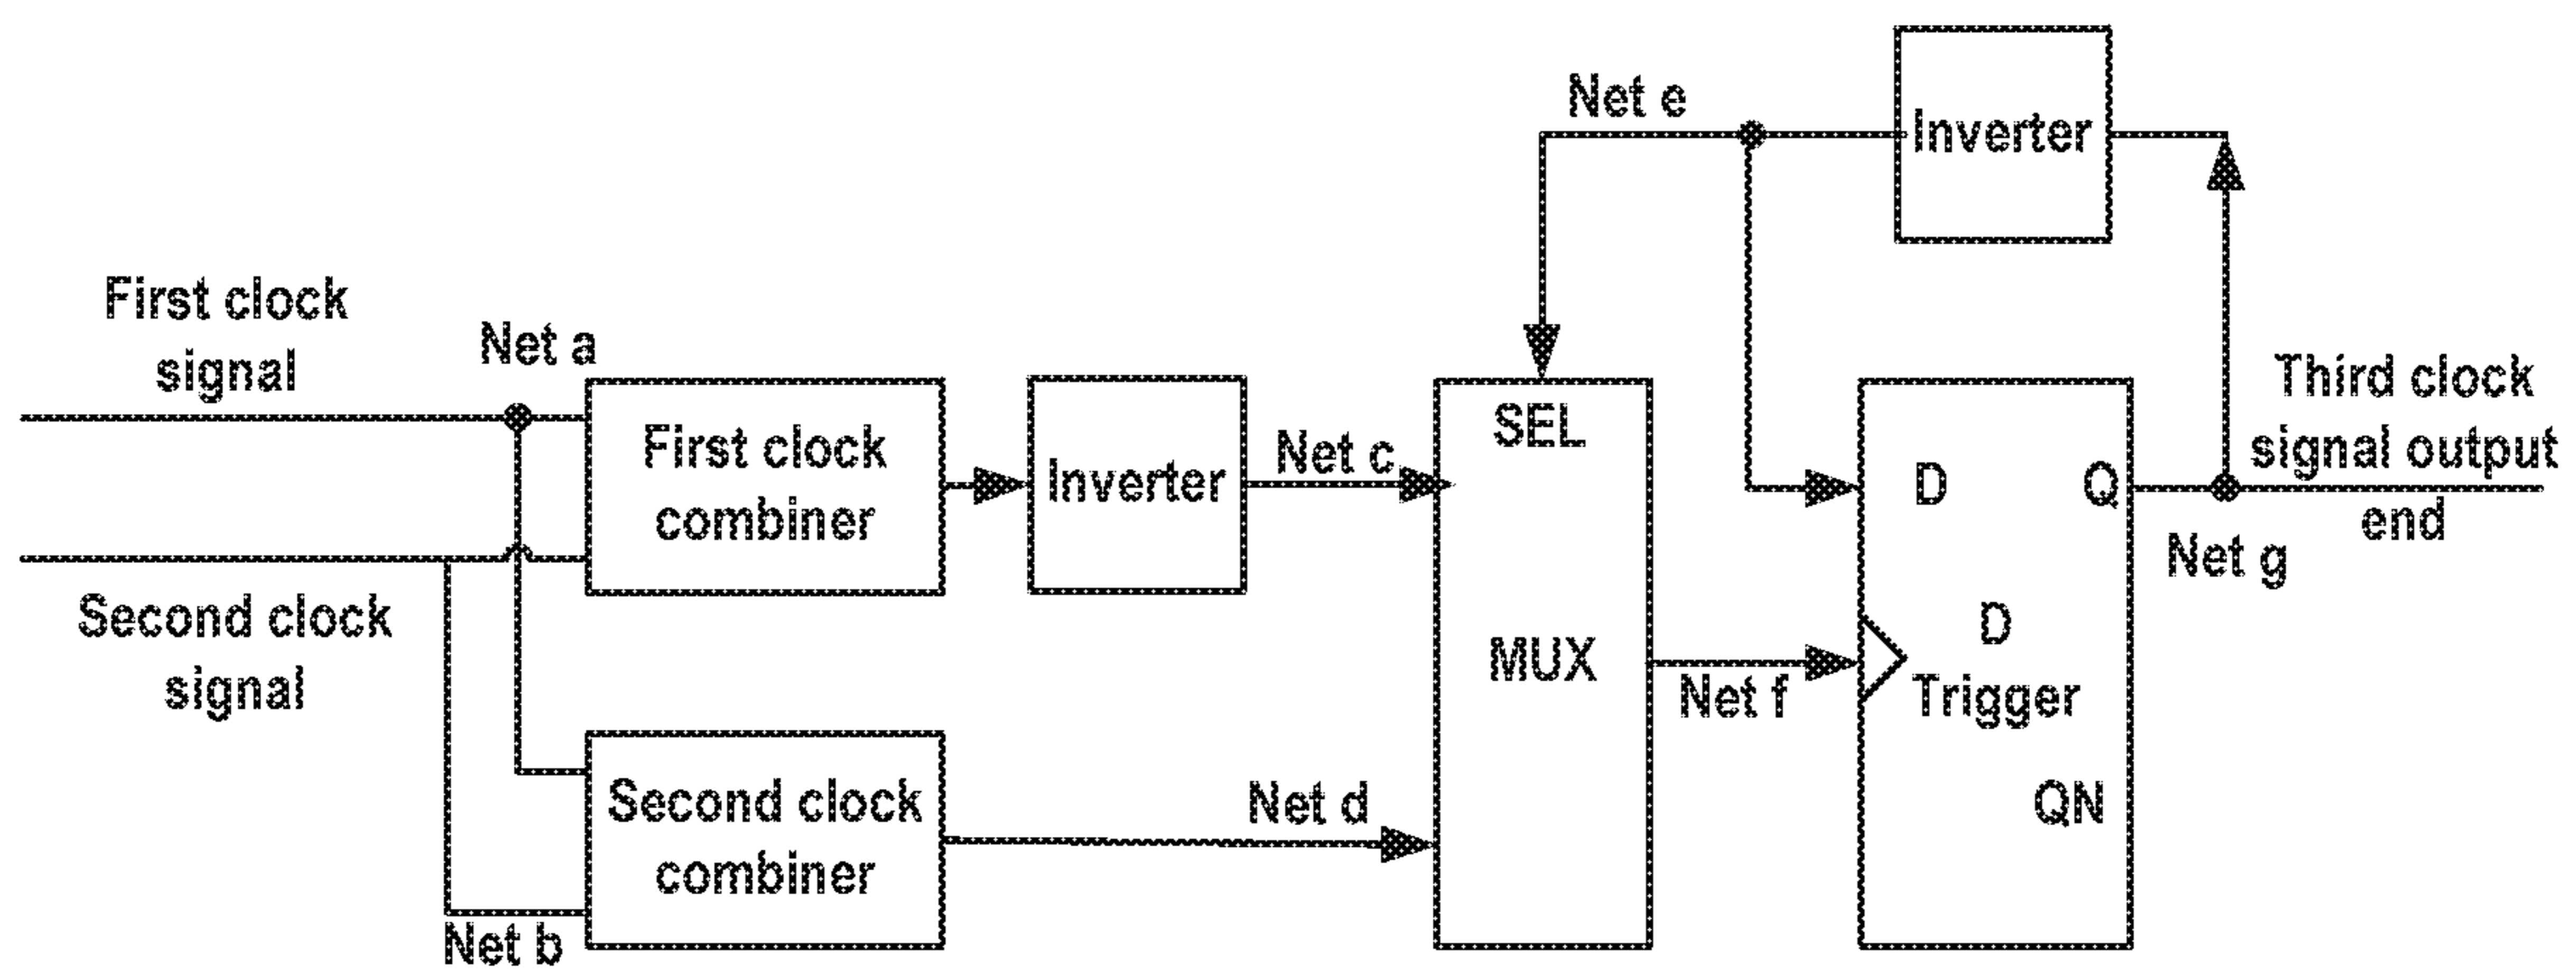 Net e
Inverter
First clock
signal
Net a
First clock
combiner
Inverter
Net c
SEL
MUX
D
Q
Third clock
signal output
end
Net g
Second clock
signal
Net f
D
Trigger
QN
Second clock
combiner
Net d
Net b